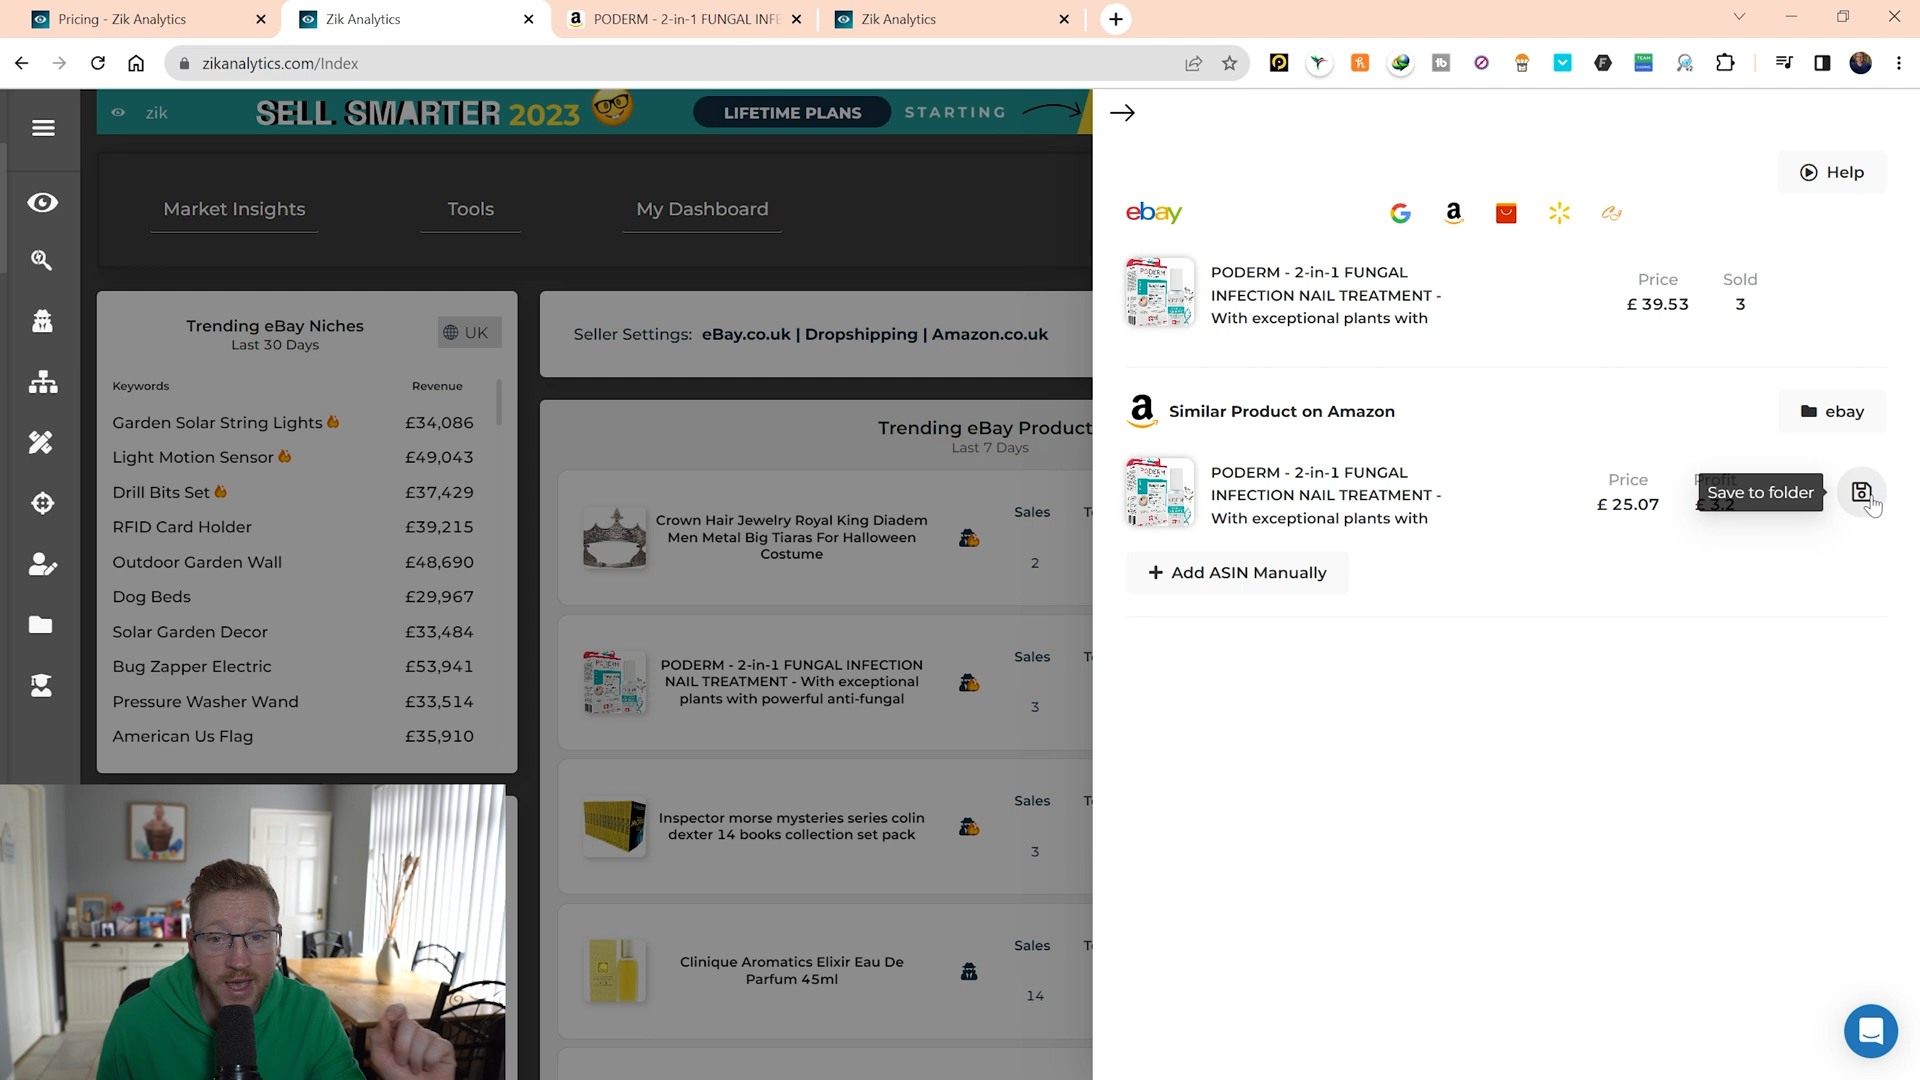 Pricing - Zik Analytics
Zik Analytics
PODERM - 2-in-1 FUNGAL INFE
Zik Analytics
zikanalytics.com/Index
zik
SELL SMARTER 2023
LIFETIME PLANS
STARTING
Market Insights
Tools
My Dashboard
Trending eBay Niches
Last 30 Days
UK
Keywords Revenue
Garden Solar String Lights £34,086
Light Motion Sensor £49,043
Drill Bits Set £37,429
RFID Card Holder £39,215
Outdoor Garden Wall £48,690
Dog Beds £29,967
Solar Garden Decor £33,484
Bug Zapper Electric £53,941
Pressure Washer Wand £33,514
American Us Flag £35,910
Seller Settings: eBay.co.uk | Dropshipping | Amazon.co.uk
Trending eBay Product
Last 7 Days
Crown Hair Jewelry Royal King Diadem
Men Metal Big Tiaras For Halloween
Costume
Sales
2
PODERM - 2-in-1 FUNGAL INFECTION
NAIL TREATMENT - With exceptional
plants with powerful anti-fungal
Sales
3
Inspector morse mysteries series colin
dexter 14 books collection set pack
Sales
3
Clinique Aromatics Elixir Eau De
Parfum 45ml
Sales
14
Help
ebay
PODERM - 2-in-1 FUNGAL
INFECTION NAIL TREATMENT -
With exceptional plants with
Price
£ 39.53
Sold
3
Similar Product on Amazon
ebay
PODERM - 2-in-1 FUNGAL
INFECTION NAIL TREATMENT -
With exceptional plants with
Price
£ 25.07
Profit
£ 3.2
Save to folder
+ Add ASIN Manually